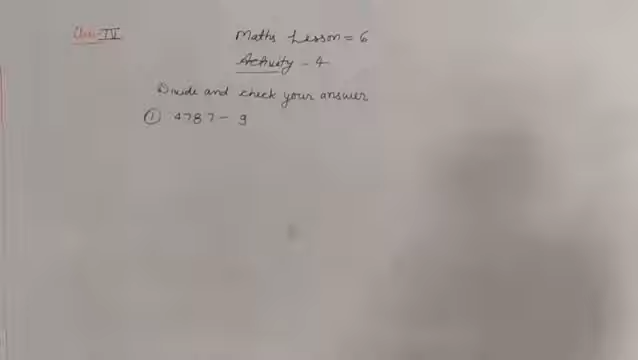 Class-IV
Maths Lesson = 6
Activity - 4
Divide and check your answer
① 4787 - 9